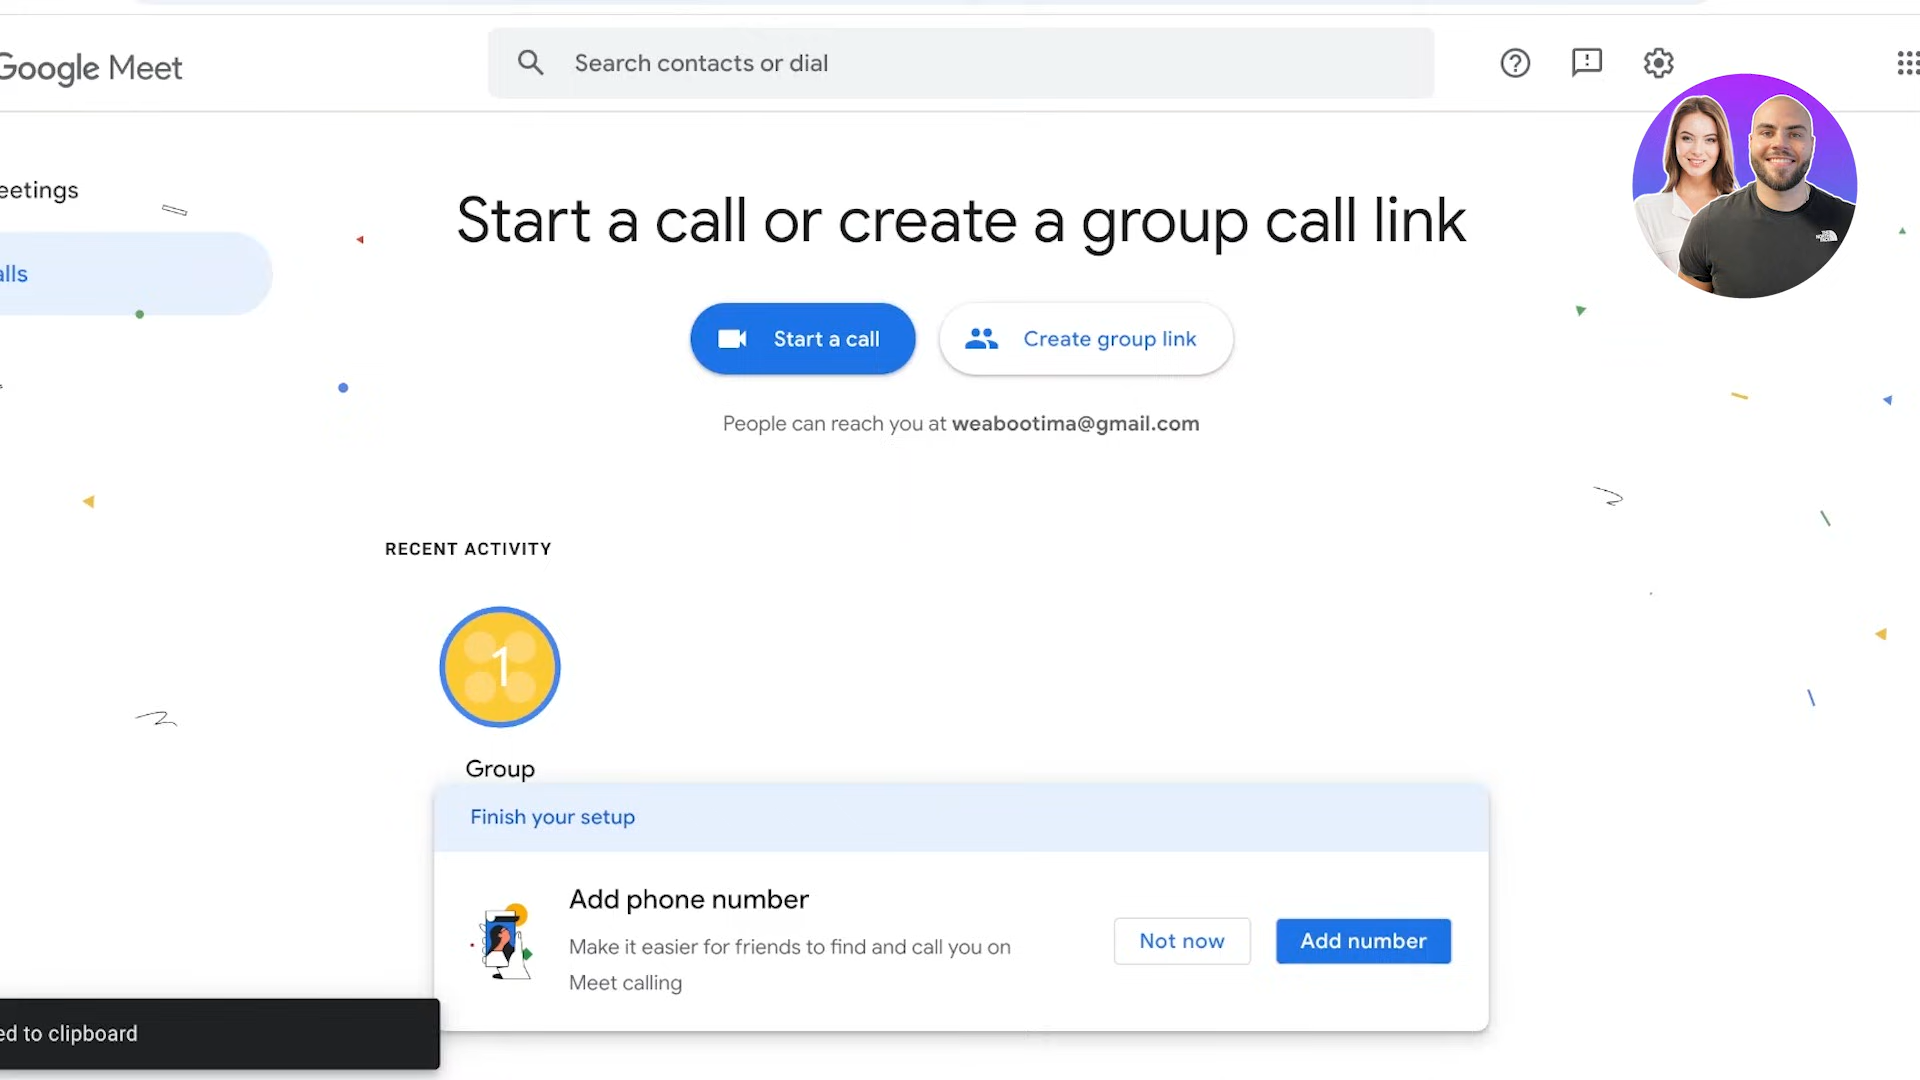 Google Meet
Search contacts or dial
eetings
alls
Start a call or create a group call link
Start a call
Create group link
People can reach you at weabootima@gmail.com
RECENT ACTIVITY
1
Group
Finish your setup
Add phone number
Make it easier for friends to find and call you on
Meet calling
Not now
Add number
ed to clipboard